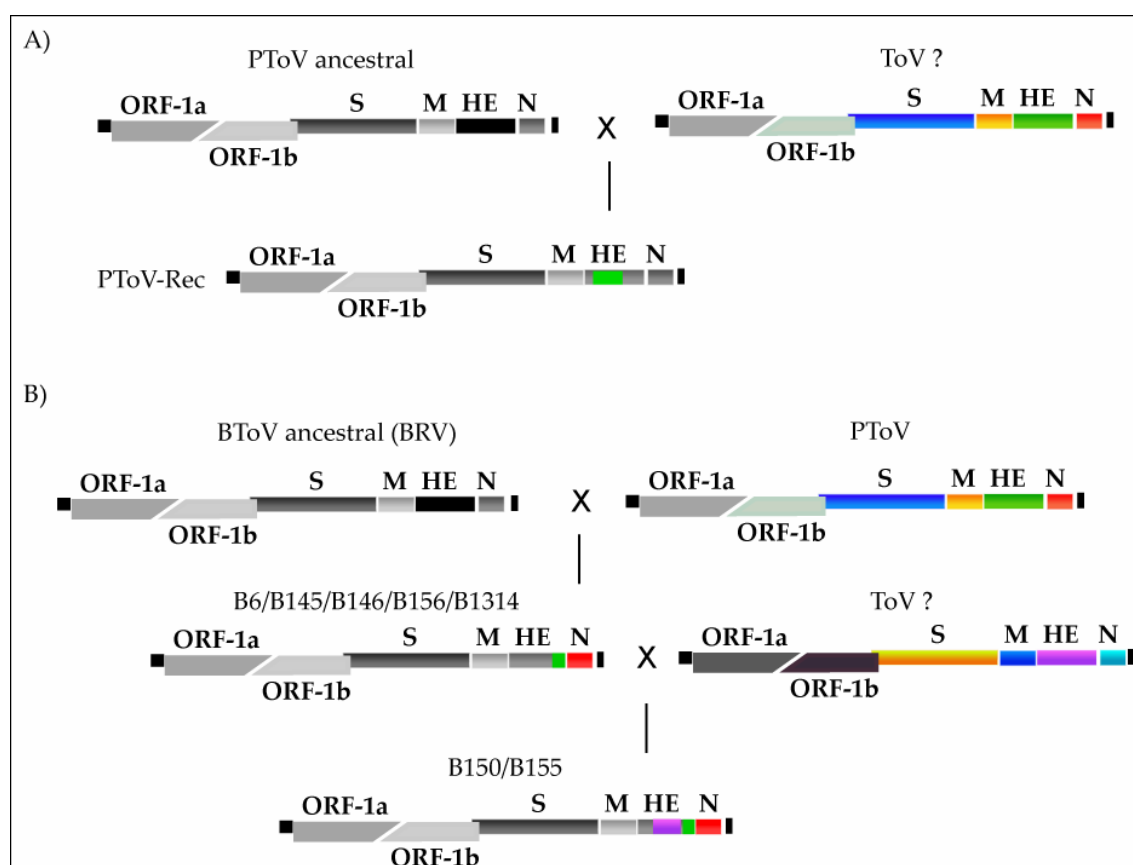 A)
PToV ancestral
ToV ?
ORF-1a S M HE N
ORF-1a S M HE N
X
ORF-1b
ORF-1b
ORF-1a S M HE N
PToV-Rec
ORF-1b
B)
BToV ancestral (BRV)
PToV
ORF-1a S M HE N
ORF-1a S M HE N
X
ORF-1b
ORF-1b
B6/B145/B146/B156/B1314
ToV ?
ORF-1a S M HE N
ORF-1a S M HE N
X
ORF-1b
ORF-1b
B150/B155
ORF-1a S M HE N
ORF-1b